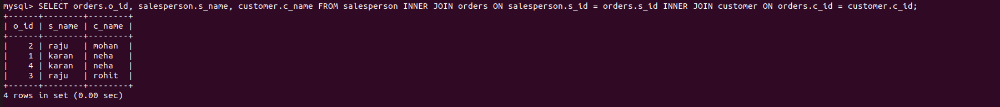 mysql> SELECT orders.o_id, salesperson.s_name, customer.c_name FROM salesperson INNER JOIN orders ON salesperson.s_id = orders.s_id INNER JOIN customer ON orders.c_id = customer.c_id;
+------+--------+--------+
| o_id | s_name | c_name |
+------+--------+--------+
|    2 | raju   | mohan  |
|    1 | karan  | neha   |
|    4 | karan  | neha   |
|    3 | raju   | rohit  |
+------+--------+--------+
4 rows in set (0.00 sec)